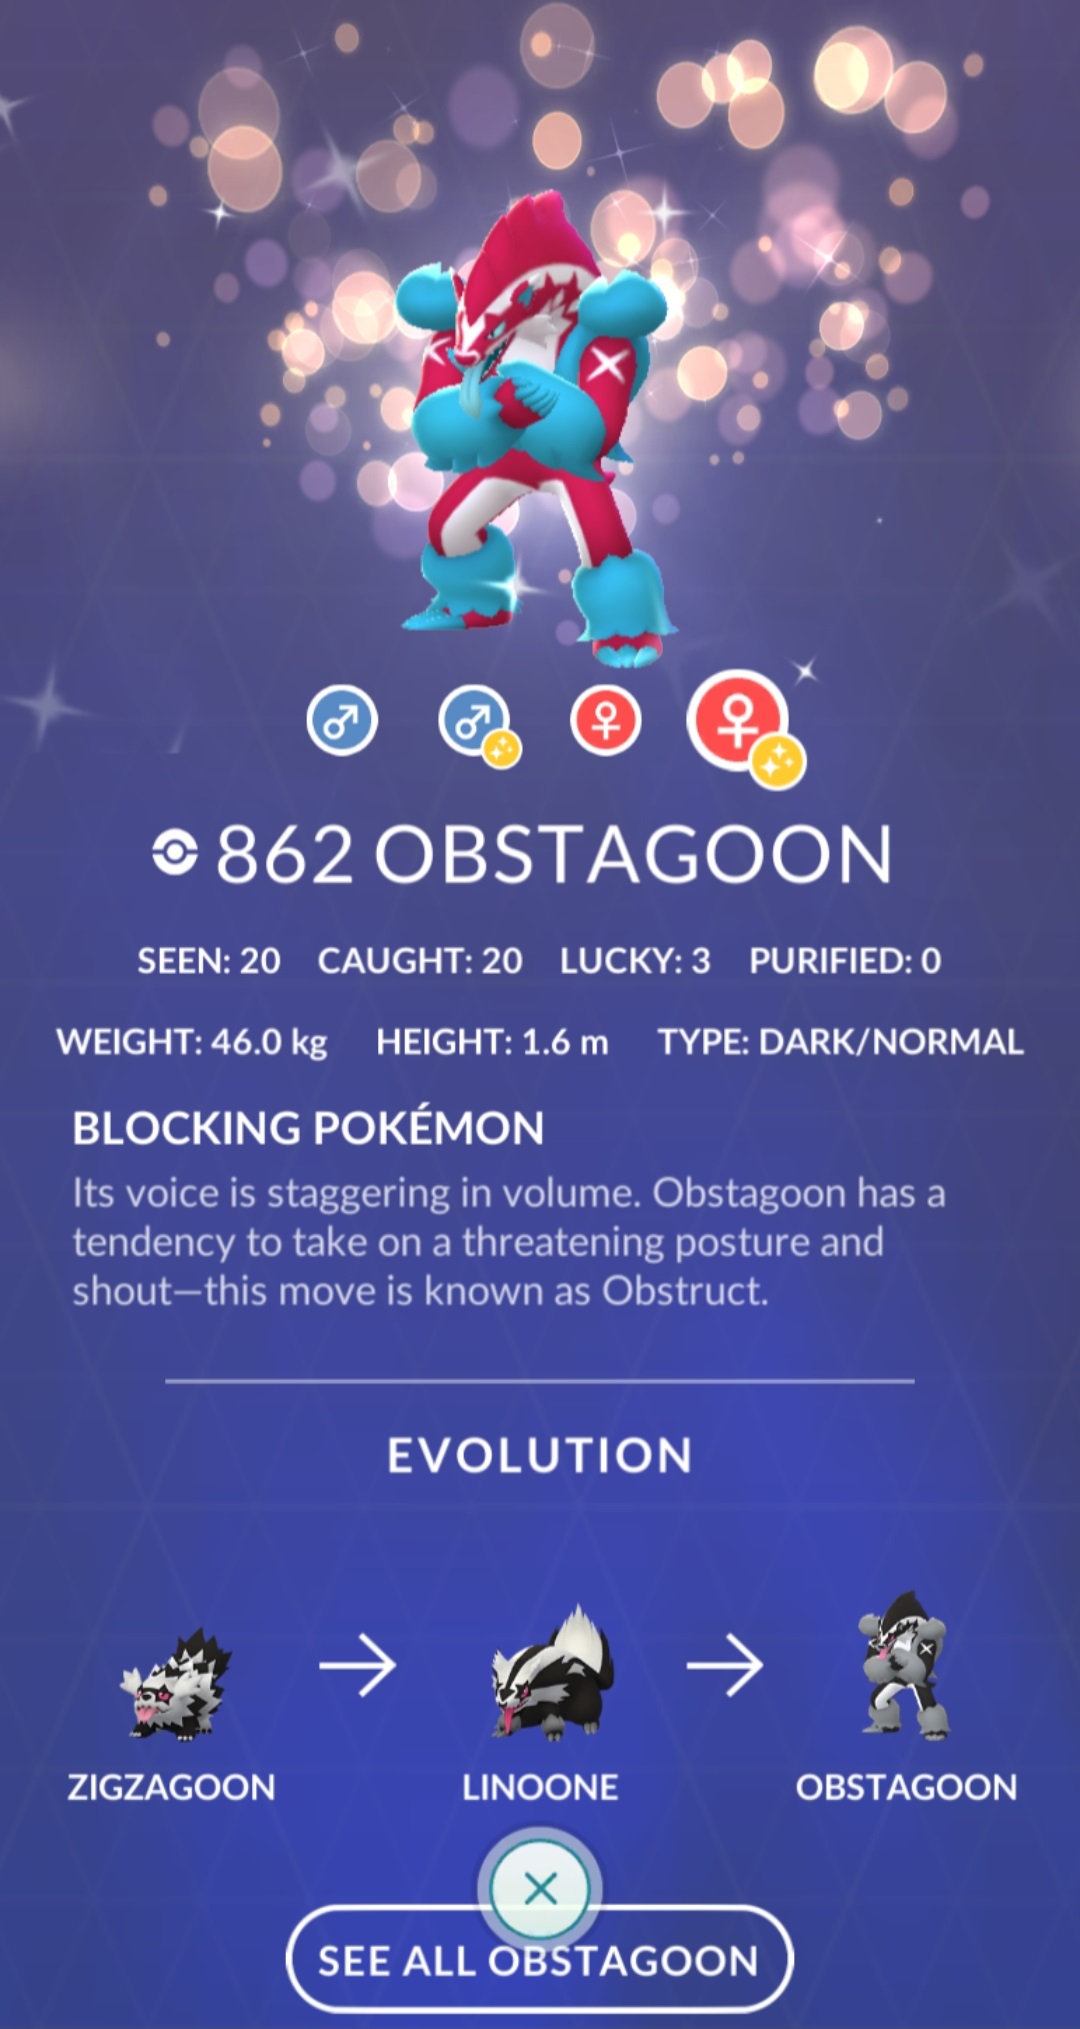 862 OBSTAGOON
SEEN: 20 CAUGHT: 20 LUCKY: 3 PURIFIED: 0
WEIGHT: 46.0 kg HEIGHT: 1.6 m TYPE: DARK/NORMAL
BLOCKING POKÉMON
Its voice is staggering in volume. Obstagoon has a
tendency to take on a threatening posture and
shout—this move is known as Obstruct.
EVOLUTION
ZIGZAGOON LINOONE OBSTAGOON
SEE ALL OBSTAGOON